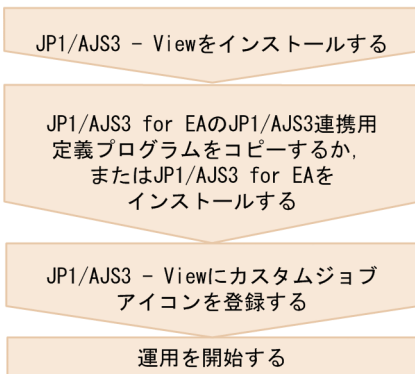 JP1/AJS3 - Viewをインストールする
JP1/AJS3 for EAのJP1/AJS3連携用
定義プログラムをコピーするか,
またはJP1/AJS3 for EAを
インストールする
JP1/AJS3 - Viewにカスタムジョブ
アイコンを登録する
運用を開始する